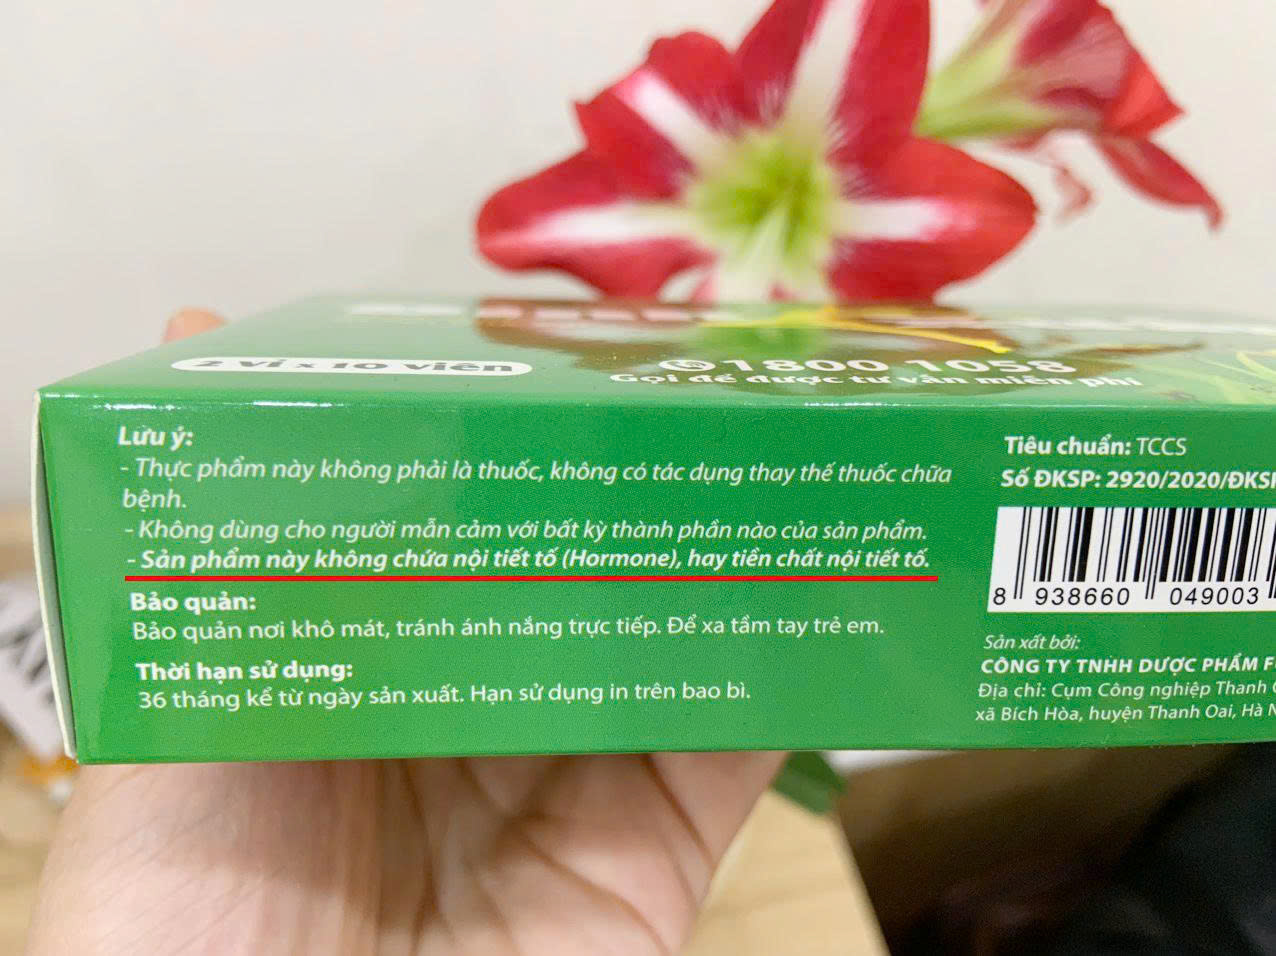 2 vỉ x 10 viên
1800 1058
Gọi để được tư vấn miễn phí
Lưu ý:
- Thực phẩm này không phải là thuốc, không có tác dụng thay thế thuốc chữa
bệnh.
- Không dùng cho người mẫn cảm với bất kỳ thành phần nào của sản phẩm.
- Sản phẩm này không chứa nội tiết tố (Hormone), hay tiền chất nội tiết tố.
Bảo quản:
Bảo quản nơi khô mát, tránh ánh nắng trực tiếp. Để xa tầm tay trẻ em.
Thời hạn sử dụng:
36 tháng kể từ ngày sản xuất. Hạn sử dụng in trên bao bì.
Tiêu chuẩn: TCCS
Số ĐKSP: 2920/2020/ĐKSP
8 938660 049003
Sản xất bởi:
CÔNG TY TNHH DƯỢC PHẨM
Địa chỉ: Cụm Công nghiệp Thanh
xã Bích Hòa, huyện Thanh Oai, Hà